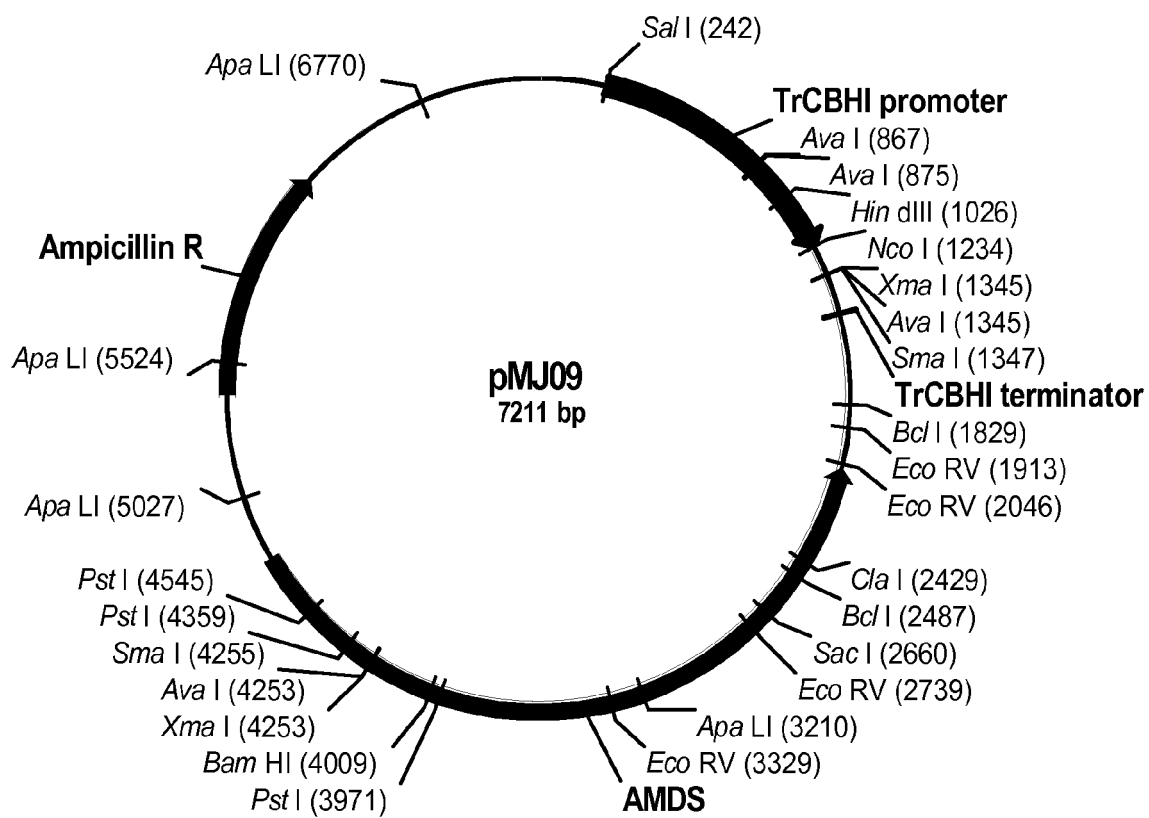 Sal I (242)
Apa LI (6770)
TrCBHI promoter
Ava I (867)
Ava I (875)
Hin dIII (1026)
Nco I (1234)
Xma I (1345)
Ava I (1345)
Sma I (1347)
TrCBHI terminator
Bcl I (1829)
Eco RV (1913)
Eco RV (2046)
Cla I (2429)
Bcl I (2487)
Sac I (2660)
Eco RV (2739)
Apa LI (3210)
Eco RV (3329)
AMDS
Pst I (3971)
Bam HI (4009)
Xma I (4253)
Ava I (4253)
Sma I (4255)
Pst I (4359)
Pst I (4545)
Apa LI (5027)
Apa LI (5524)
Ampicillin R
pMJ09
7211 bp